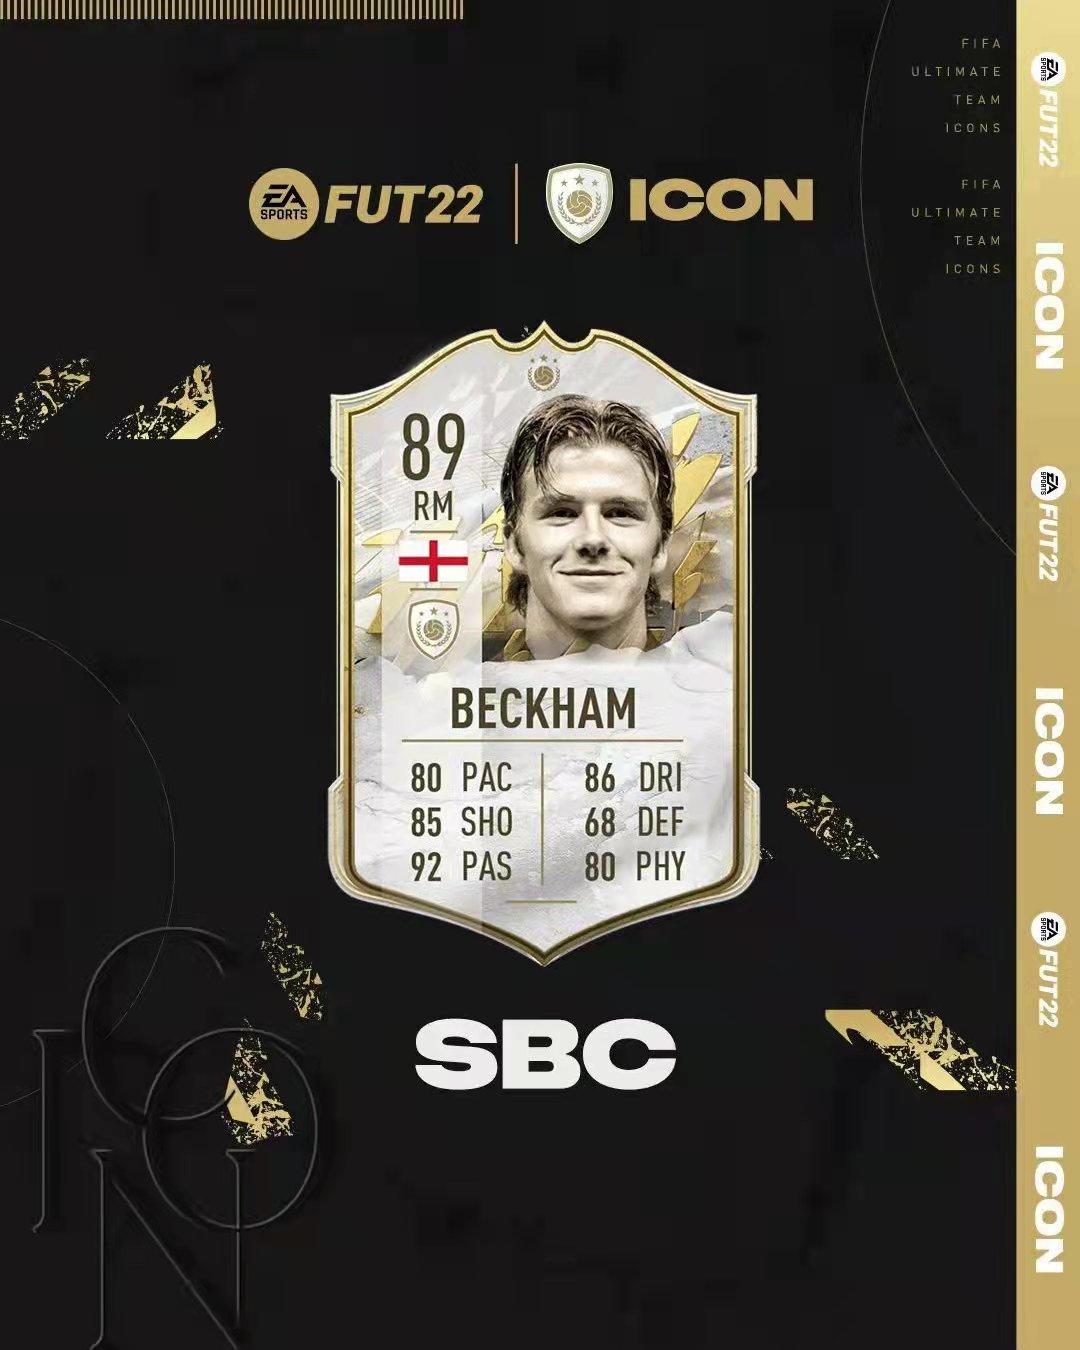 FIFA
ULTIMATE
TEAM
ICONS
FIFA
ULTIMATE
TEAM
ICONS
EA SPORTS FUT22 | ICON
89
RM
BECKHAM
80 PAC 86 DRI
85 SHO 68 DEF
92 PAS 80 PHY
SBC
ICON
EA SPORTS FUT22
ICON
EA SPORTS FUT22
ICON
EA SPORTS FUT22
ICON